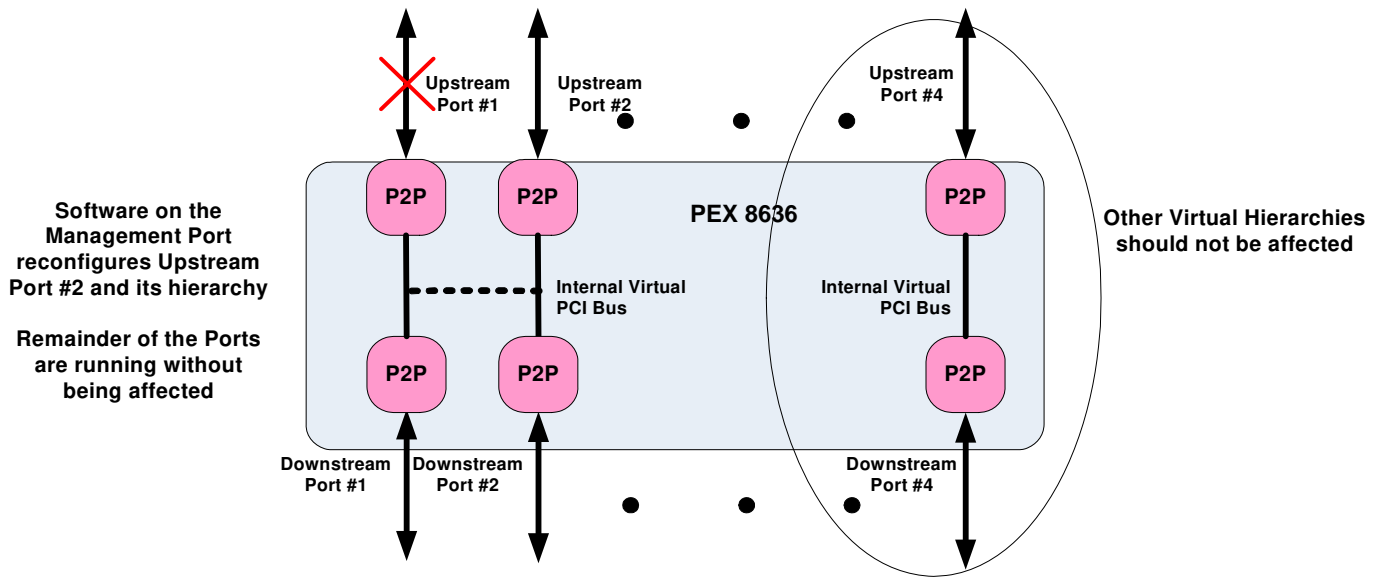 Upstream
Port #1
Upstream
Port #2
Upstream
Port #4
P2P
P2P
P2P
PEX 8636
Software on the
Management Port
reconfigures Upstream
Port #2 and its hierarchy
Remainder of the Ports
are running without
being affected
Other Virtual Hierarchies
should not be affected
Internal Virtual
PCI Bus
Internal Virtual
PCI Bus
P2P
P2P
P2P
Downstream
Port #1
Downstream
Port #2
Downstream
Port #4